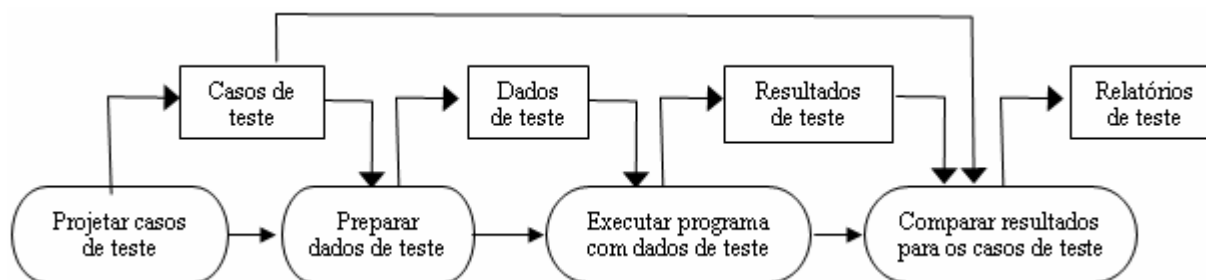 Casos de
teste
Dados
de teste
Resultados
de teste
Relatórios
de teste
Projetar casos
de teste
Preparar
dados de teste
Executar programa
com dados de teste
Comparar resultados
para os casos de teste